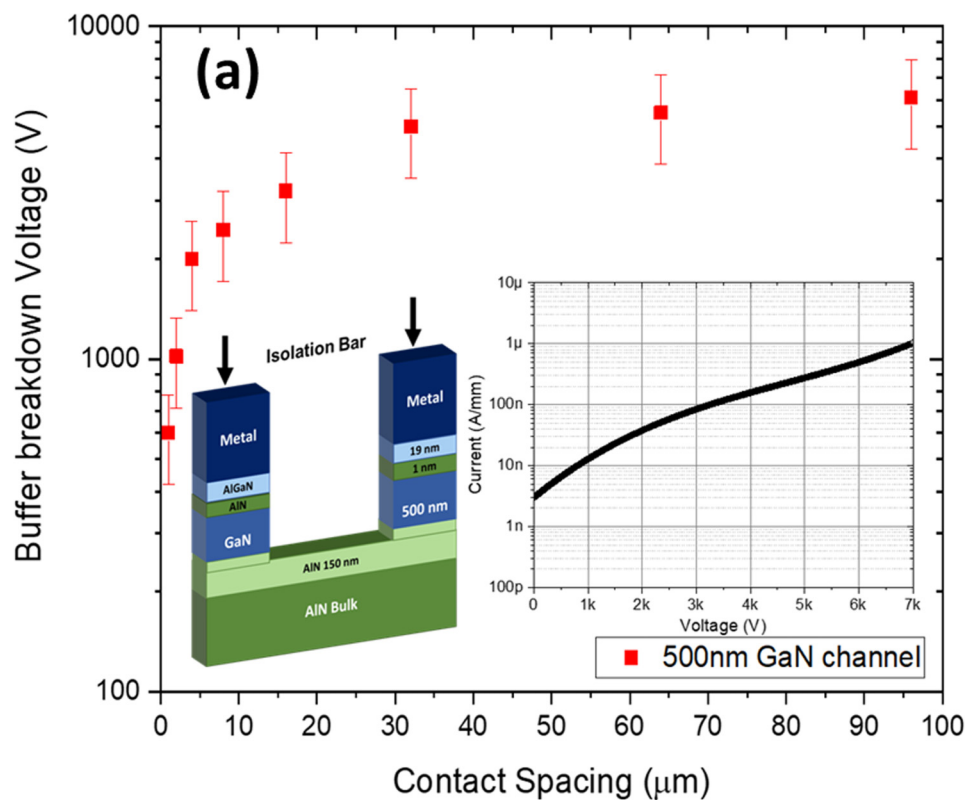 (a)
Buffer breakdown Voltage (V)
10000
1000
100
0 10 20 30 40 50 60 70 80 90 100
Contact Spacing (μm)
Isolation Bar
Metal
AlGaN
AlN
GaN
Metal
19 nm
1 nm
500 nm
AlN 150 nm
AlN Bulk
Current (A/mm)
10μ
1μ
100n
10n
1n
100p
0 1k 2k 3k 4k 5k 6k 7k
Voltage (V)
500nm GaN channel